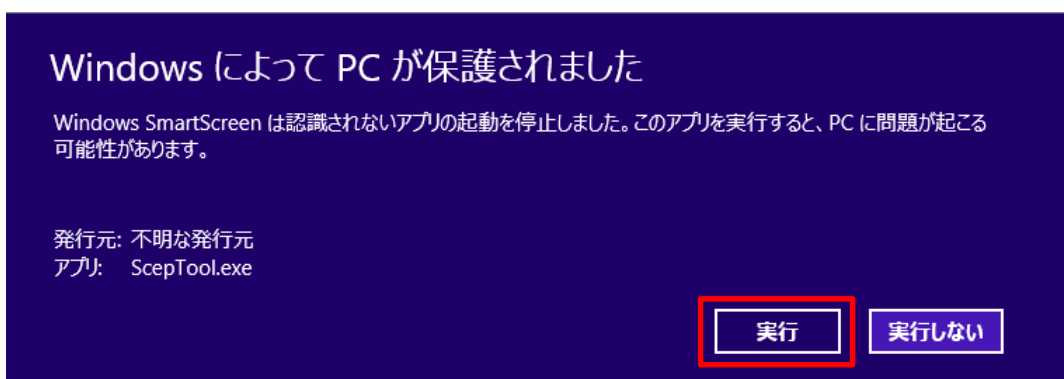 Windows によって PC が保護されました
Windows SmartScreen は認識されないアプリの起動を停止しました。このアプリを実行すると、PC に問題が起こる
可能性があります。
発行元: 不明な発行元
アプリ: ScepTool.exe
実行 実行しない